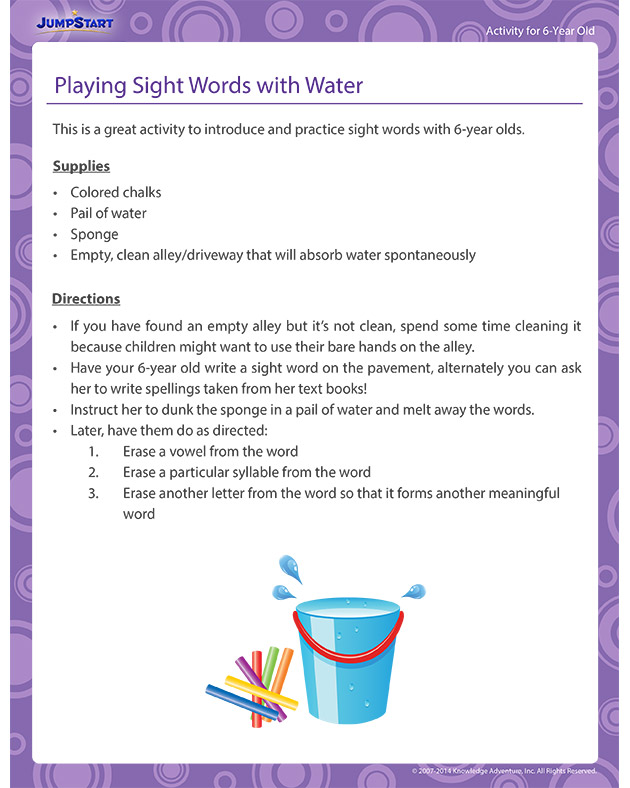 JUMPSTART
Activity for 6-Year Old
Playing Sight Words with Water
This is a great activity to introduce and practice sight words with 6-year olds.
Supplies
• Colored chalks
• Pail of water
• Sponge
• Empty, clean alley/driveway that will absorb water spontaneously
Directions
• If you have found an empty alley but it's not clean, spend some time cleaning it
because children might want to use their bare hands on the alley.
• Have your 6-year old write a sight word on the pavement, alternately you can ask
her to write spellings taken from her text books!
• Instruct her to dunk the sponge in a pail of water and melt away the words.
• Later, have them do as directed:
1. Erase a vowel from the word
2. Erase a particular syllable from the word
3. Erase another letter from the word so that it forms another meaningful
word
© 2007-2014 Knowledge Adventure, Inc. All Rights Reserved.